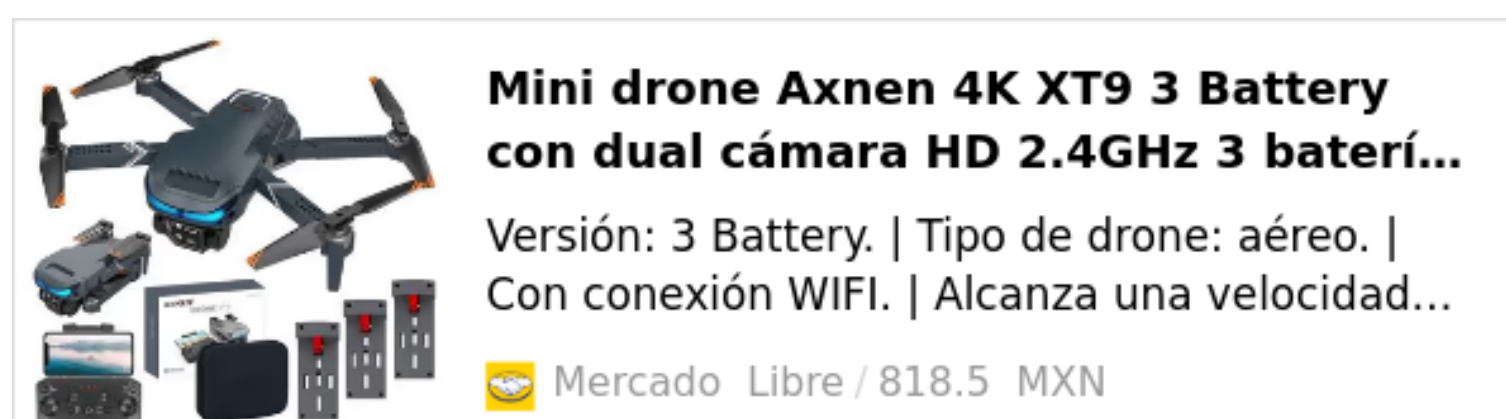 Mini drone Axnen 4K XT9 3 Battery
con dual cámara HD 2.4GHz 3 baterí...
Versión: 3 Battery. | Tipo de drone: aéreo. |
Con conexión WIFI. | Alcanza una velocidad...
Mercado Libre / 818.5 MXN